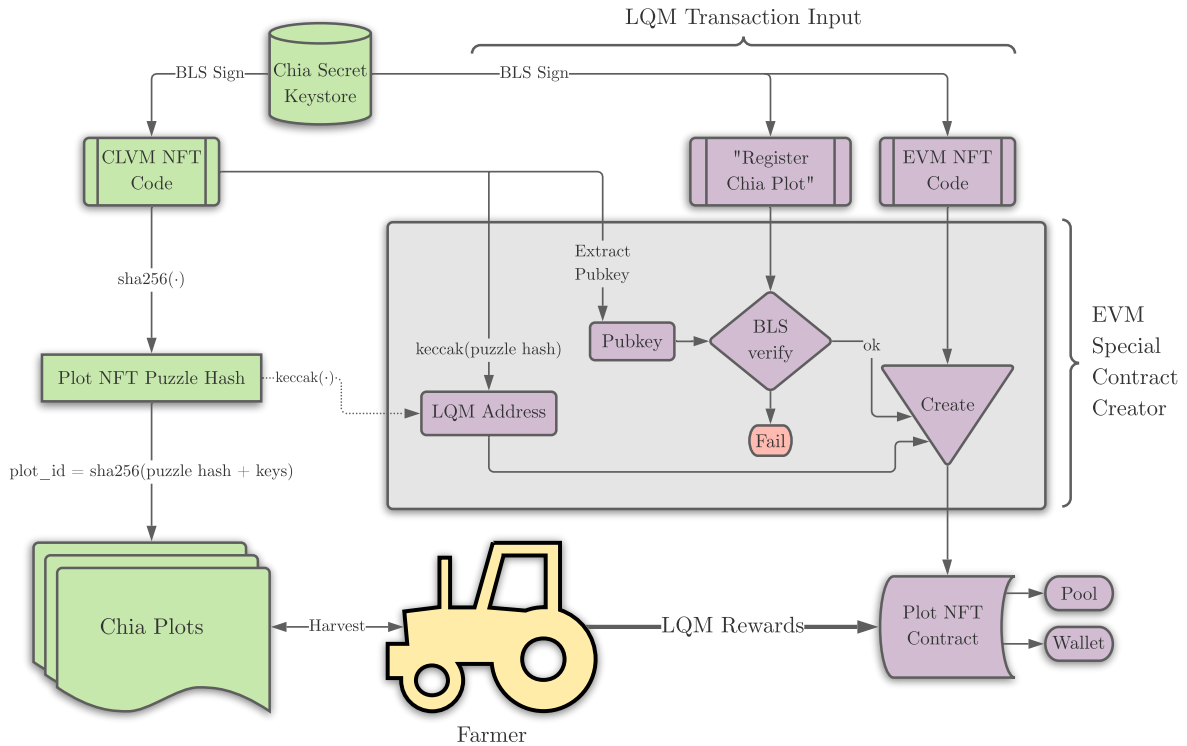 LQM Transaction Input
BLS Sign
Chia Secret
Keystore
BLS Sign
CLVM NFT
Code
"Register
Chia Plot"
EVM NFT
Code
Extract
Pubkey
sha256(·)
Pubkey
BLS
verify
ok
keccak(puzzle hash)
EVM
Special
Contract
Creator
Plot NFT Puzzle Hash
keccak(·)
LQM Address
Create
Fail
plot_id = sha256(puzzle hash + keys)
Chia Plots
Harvest
LQM Rewards
Plot NFT
Contract
Pool
Wallet
Farmer